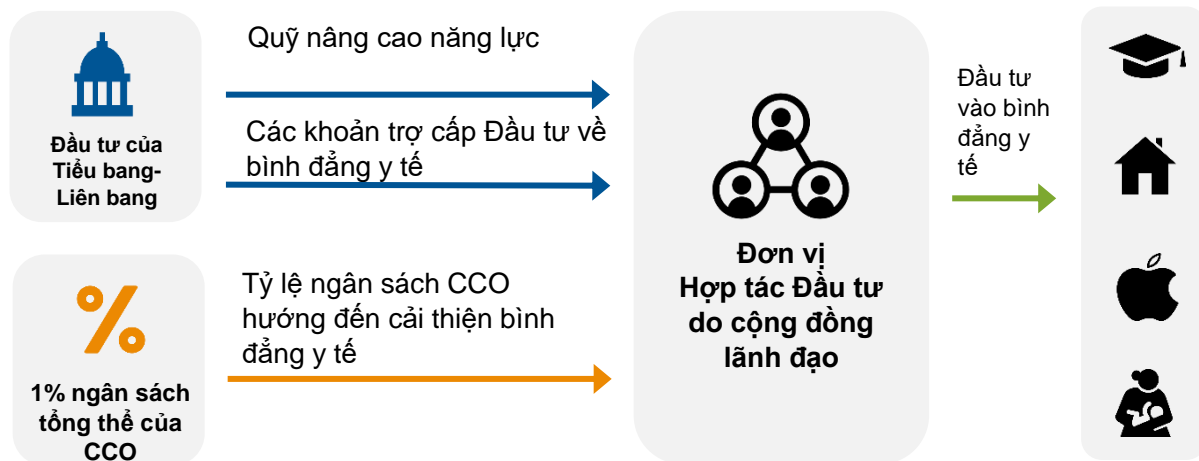 Đầu tư của
Tiểu bang-
Liên bang
Quỹ nâng cao năng lực
Các khoản trợ cấp Đầu tư về
bình đẳng y tế
%
1% ngân sách
tổng thể của
CCO
Tỷ lệ ngân sách CCO
hướng đến cải thiện bình
đẳng y tế
Đơn vị
Hợp tác Đầu tư
do cộng đồng
lãnh đạo
Đầu tư
vào bình
đẳng y
tế